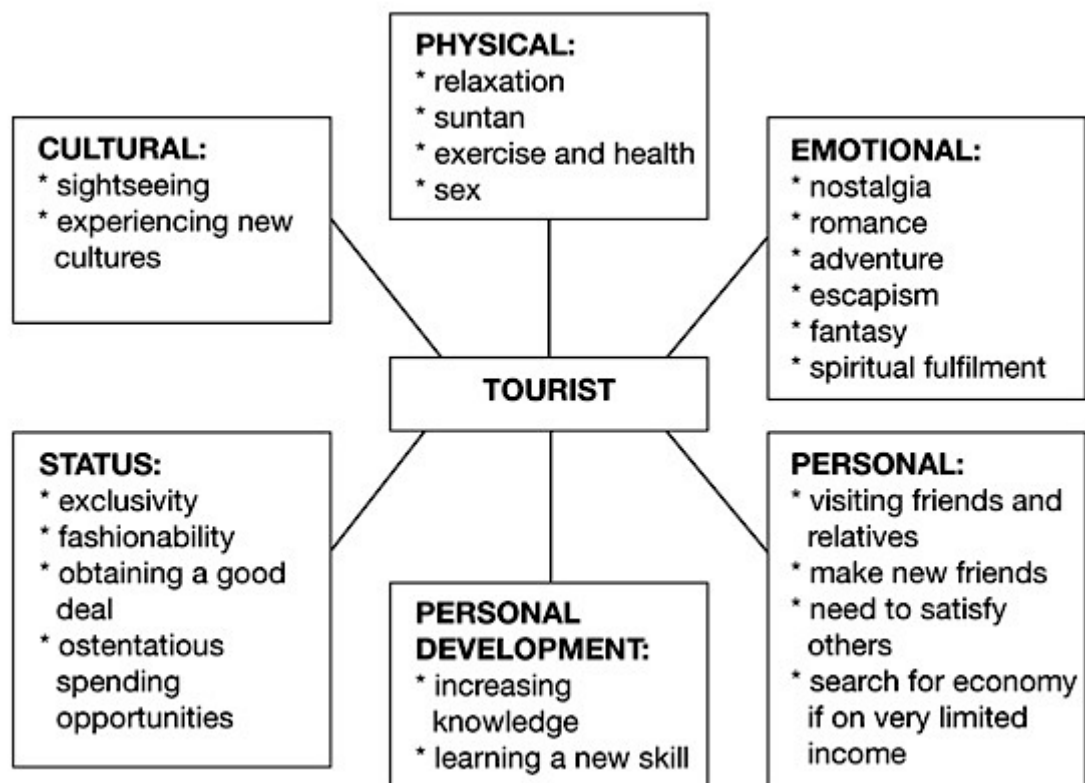 PHYSICAL:
* relaxation
* suntan
* exercise and health
* sex
CULTURAL:
* sightseeing
* experiencing new
cultures
EMOTIONAL:
* nostalgia
* romance
* adventure
* escapism
* fantasy
* spiritual fulfilment
TOURIST
STATUS:
* exclusivity
* fashionability
* obtaining a good
deal
* ostentatious
spending
opportunities
PERSONAL
DEVELOPMENT:
* increasing
knowledge
* learning a new skill
PERSONAL:
* visiting friends and
relatives
* make new friends
* need to satisfy
others
* search for economy
if on very limited
income